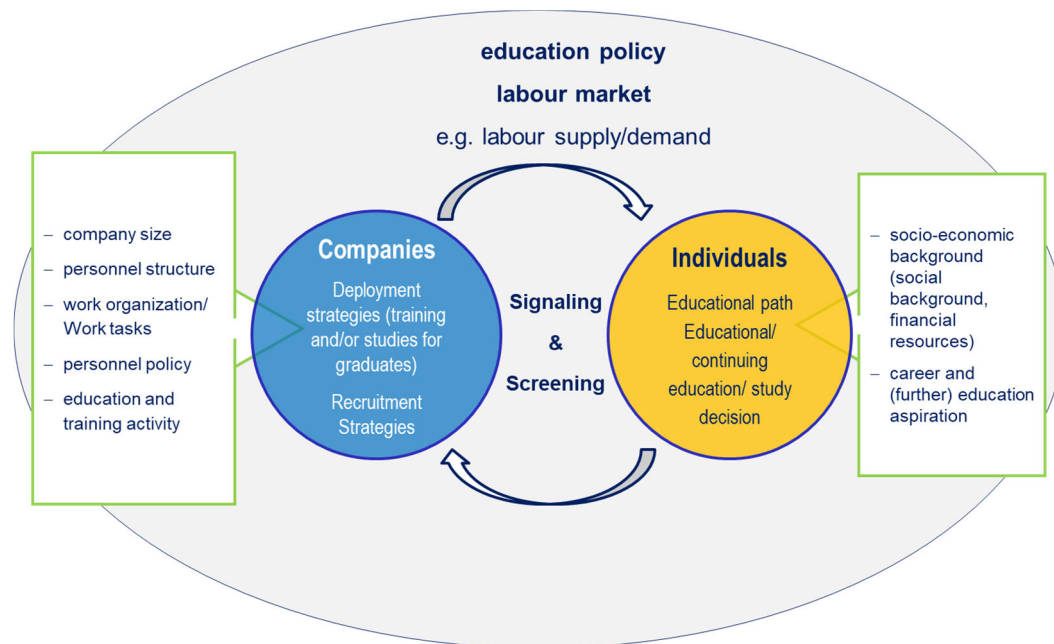 education policy
labour market
e.g. labour supply/demand
– company size
– personnel structure
– work organization/
Work tasks
– personnel policy
– education and
training activity
Companies
Deployment
strategies (training
and/or studies for
graduates)
Recruitment
Strategies
Signaling
&
Screening
Individuals
Educational path
Educational/
continuing
education/ study
decision
– socio-economic
background
(social
background,
financial
resources)
– career and
(further) education
aspiration